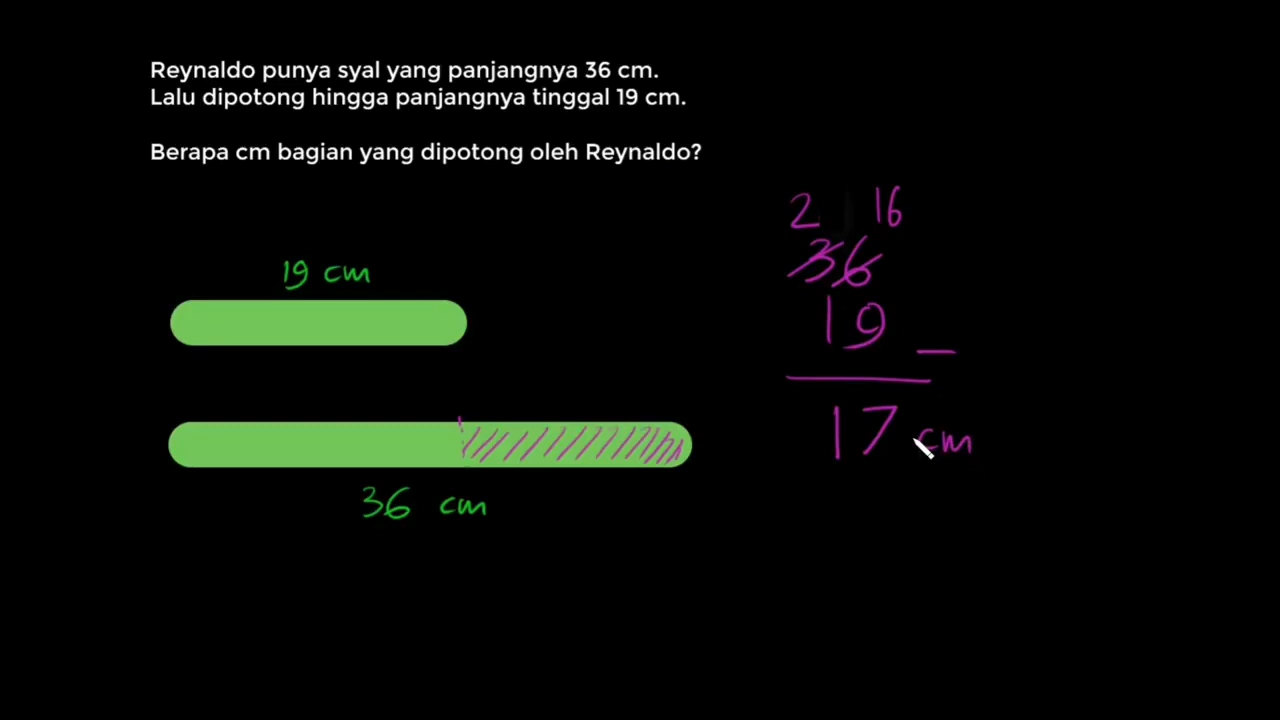 Reynaldo punya syal yang panjangnya 36 cm.
Lalu dipotong hingga panjangnya tinggal 19 cm.
Berapa cm bagian yang dipotong oleh Reynaldo?
19 cm
36 cm
2 16
36
19 –
17 cm